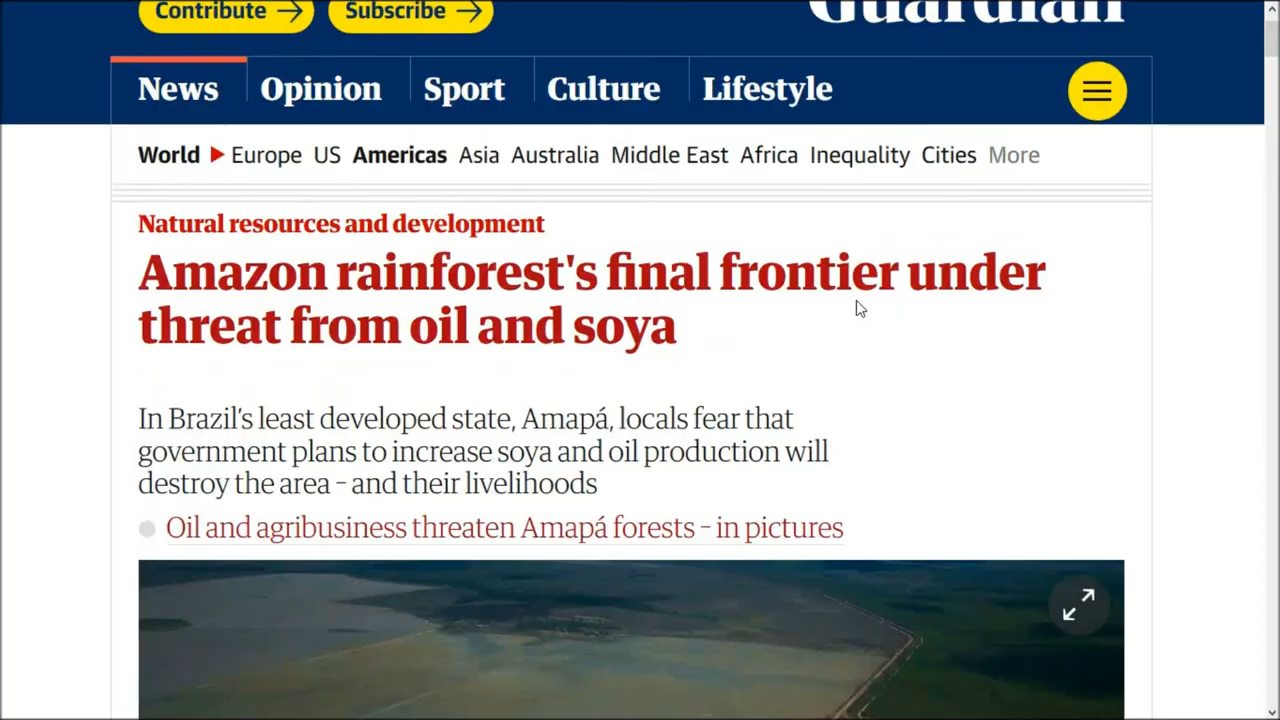 Contribute → Subscribe →
Guardian
News Opinion Sport Culture Lifestyle
World Europe US Americas Asia Australia Middle East Africa Inequality Cities More
Natural resources and development
Amazon rainforest's final frontier under
threat from oil and soya
In Brazil's least developed state, Amapá, locals fear that
government plans to increase soya and oil production will
destroy the area – and their livelihoods
Oil and agribusiness threaten Amapá forests – in pictures